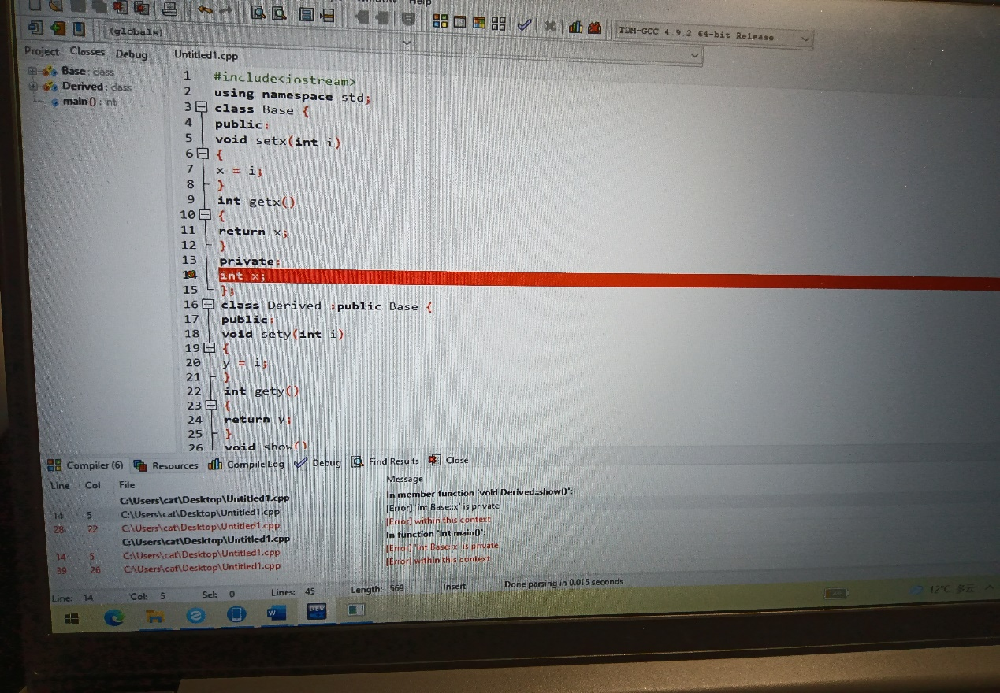 Help
(globals)
TDM-GCC 4.9.2 64-bit Release
Project Classes Debug
Untitled1.cpp
Base : class
Derived : class
main () : int
1 #include<iostream>
2 using namespace std;
3 class Base {
4 public:
5 void setx(int i)
6 {
7 x = i;
8 }
9 int getx()
10 {
11 return x;
12 }
13 private:
14 int x;
15 };
16 class Derived :public Base {
17 public:
18 void sety(int i)
19 {
20 y = i;
21 }
22 int gety()
23 {
24 return y;
25 }
26 void show()
Compiler (6) Resources Compile Log Debug Find Results Close
Line Col File Message
C:\Users\cat\Desktop\Untitled1.cpp In member function 'void Derived::show()':
14 5 C:\Users\cat\Desktop\Untitled1.cpp [Error] 'int Base::x' is private
28 22 C:\Users\cat\Desktop\Untitled1.cpp [Error] within this context
C:\Users\cat\Desktop\Untitled1.cpp In function 'int main()':
14 5 C:\Users\cat\Desktop\Untitled1.cpp [Error] 'int Base::x' is private
39 26 C:\Users\cat\Desktop\Untitled1.cpp [Error] within this context
Line: 14 Col: 5 Sel: 0 Lines: 45 Length: 569 Insert Done parsing in 0.015 seconds
W DEV 12°C 多云